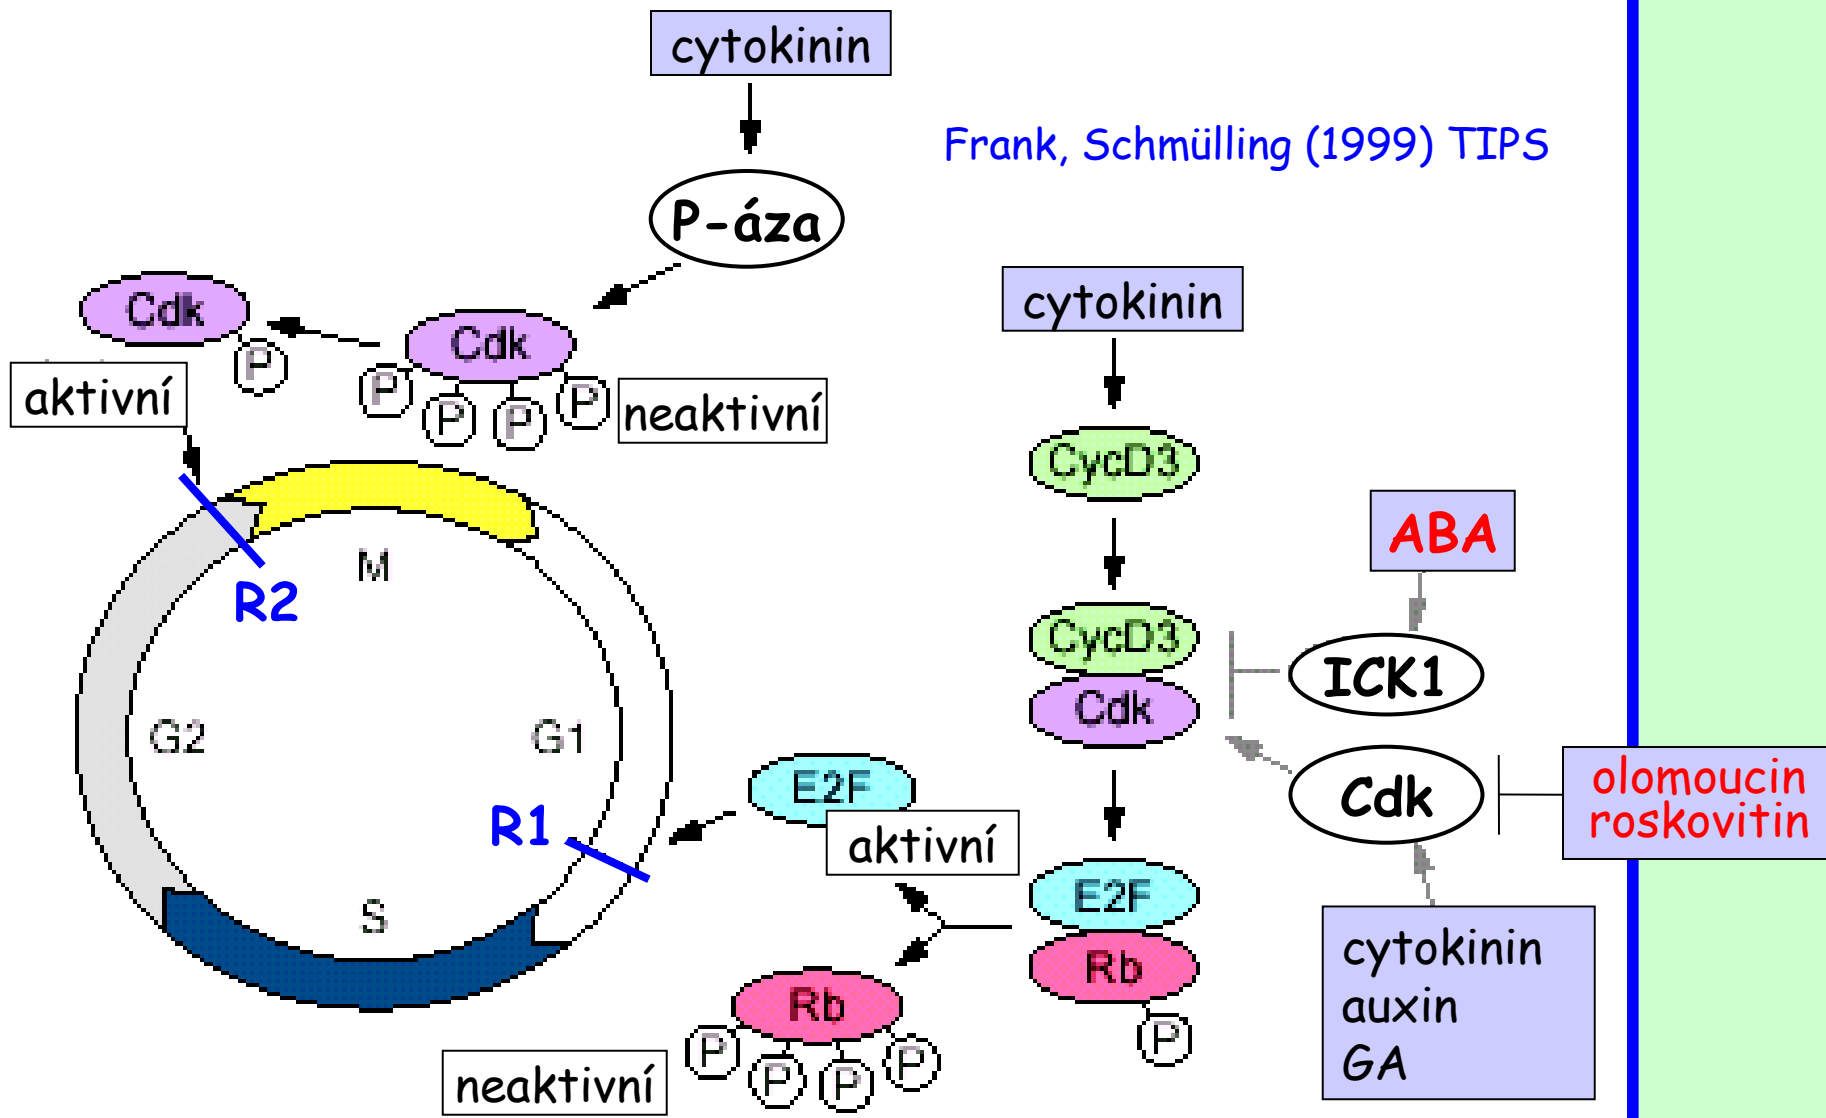 cytokinin
Frank, Schmülling (1999) TIPS
P-áza
Cdk
P
aktivní
Cdk
P
P
P
P
neaktivní
cytokinin
CycD3
ABA
M
R2
CycD3
Cdk
ICK1
G2
G1
E2F
aktivní
Cdk
olomoucin
roskovitin
R1
S
E2F
Rb
P
cytokinin
auxin
GA
Rb
P
P
P
P
neaktivní